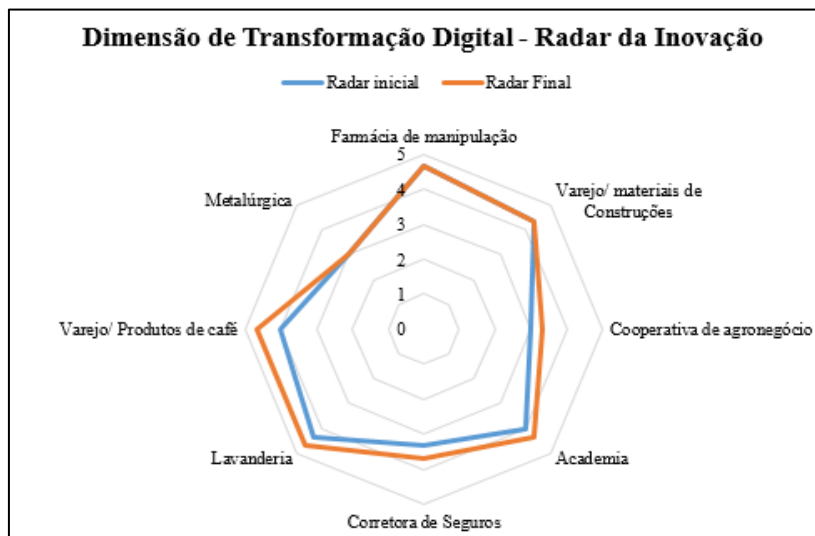 Dimensão de Transformação Digital - Radar da Inovação
Radar inicial
Radar Final
Farmácia de manipulação
5
4
3
2
1
0
Varejo/ materiais de
Construções
Cooperativa de agronegócio
Academia
Corretora de Seguros
Lavanderia
Varejo/ Produtos de café
Metalúrgica